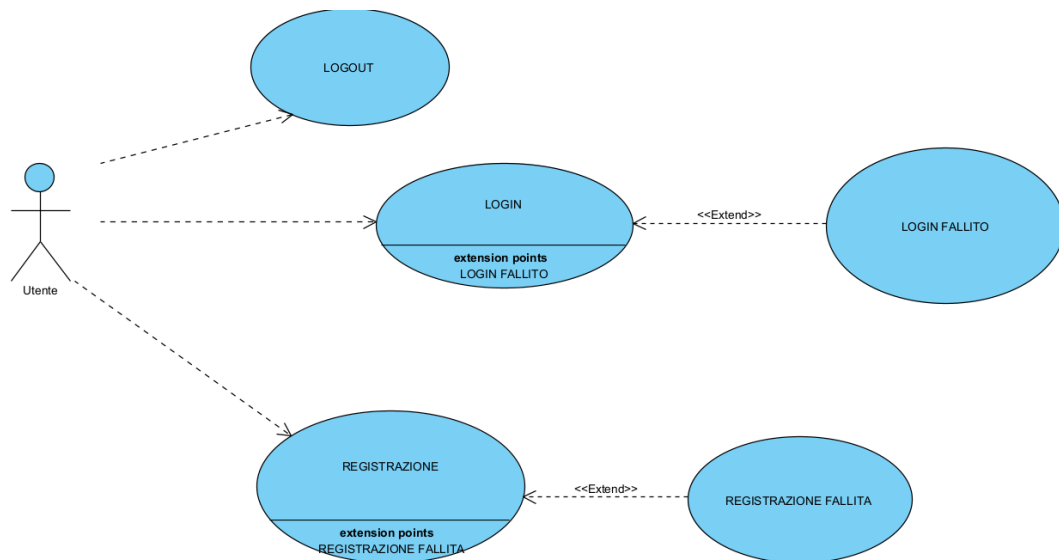 LOGOUT
LOGIN
<<Extend>>
LOGIN FALLITO
extension points
LOGIN FALLITO
Utente
REGISTRAZIONE
<<Extend>>
REGISTRAZIONE FALLITA
extension points
REGISTRAZIONE FALLITA